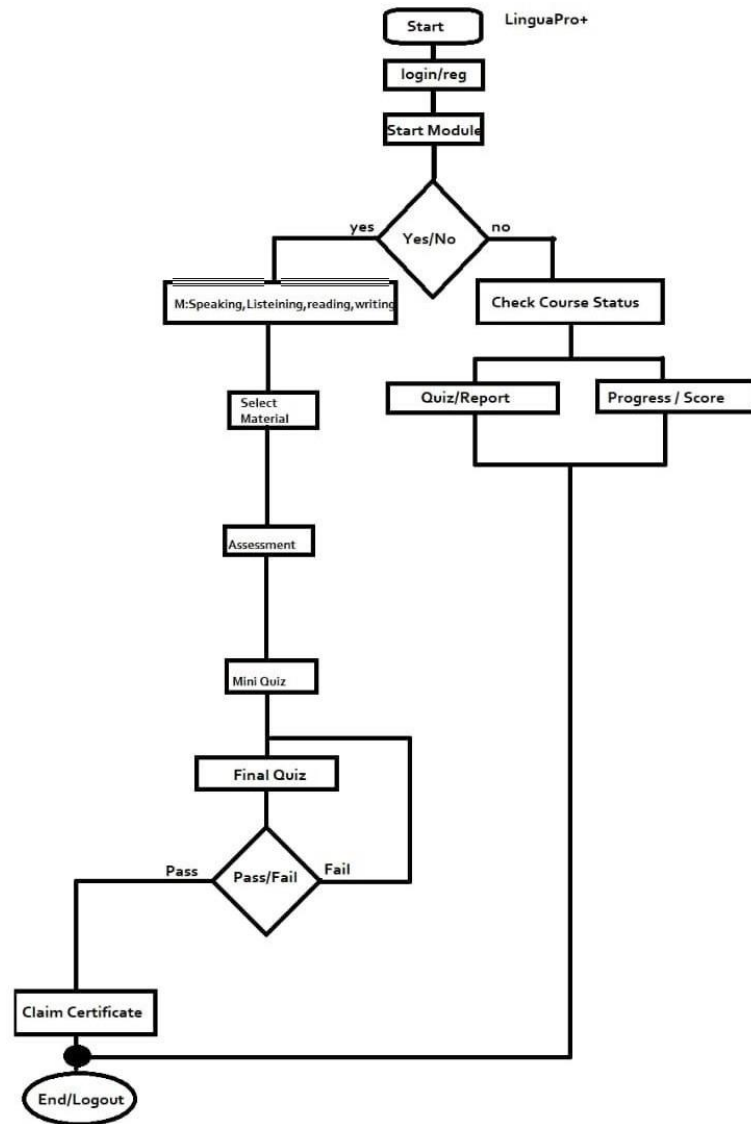 Start
LinguaPro+
login/reg
Start Module
yes
Yes/No
no
M:Speaking,Listeining,reading,writing
Check Course Status
Select
Material
Quiz/Report
Progress / Score
Assessment
Mini Quiz
Final Quiz
Pass
Pass/Fail
Fail
Claim Certificate
End/Logout